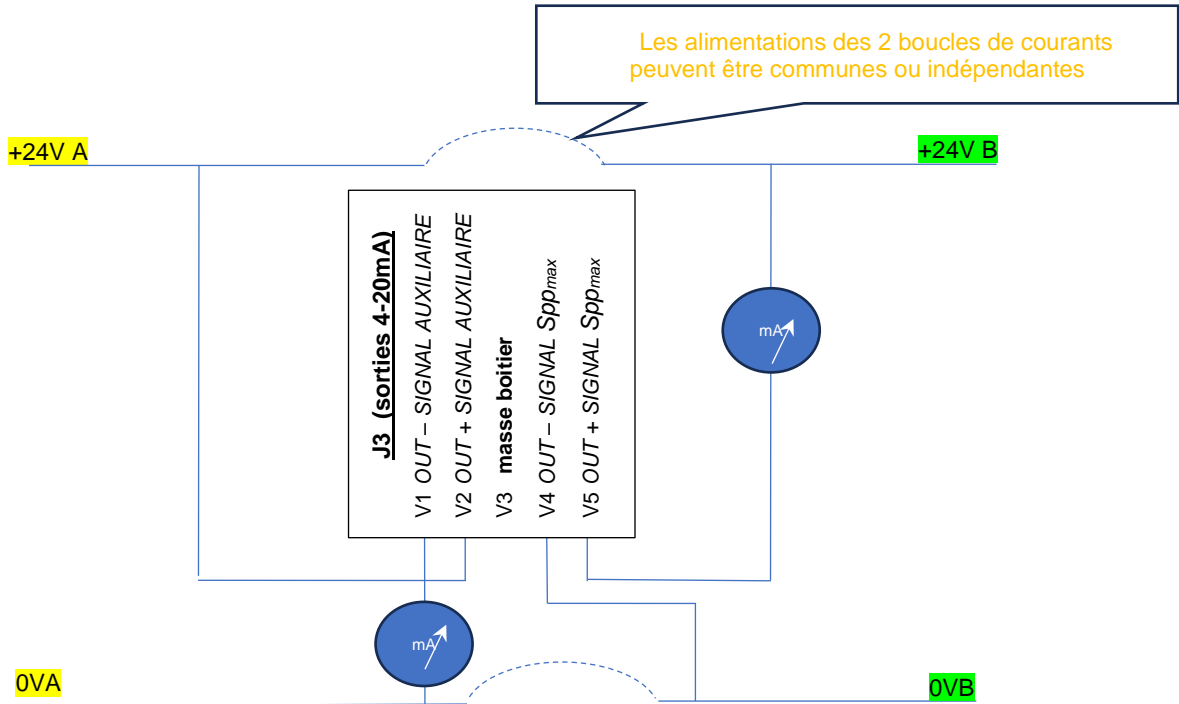 Les alimentations des 2 boucles de courants
peuvent être communes ou indépendantes
+24V A
+24V B
J3 (sorties 4-20mA)
V1 OUT – SIGNAL AUXILIAIRE
V2 OUT + SIGNAL AUXILIAIRE
V3 masse boitier
V4 OUT – SIGNAL Sppmax
V5 OUT + SIGNAL Sppmax
mA
mA
0VA
0VB